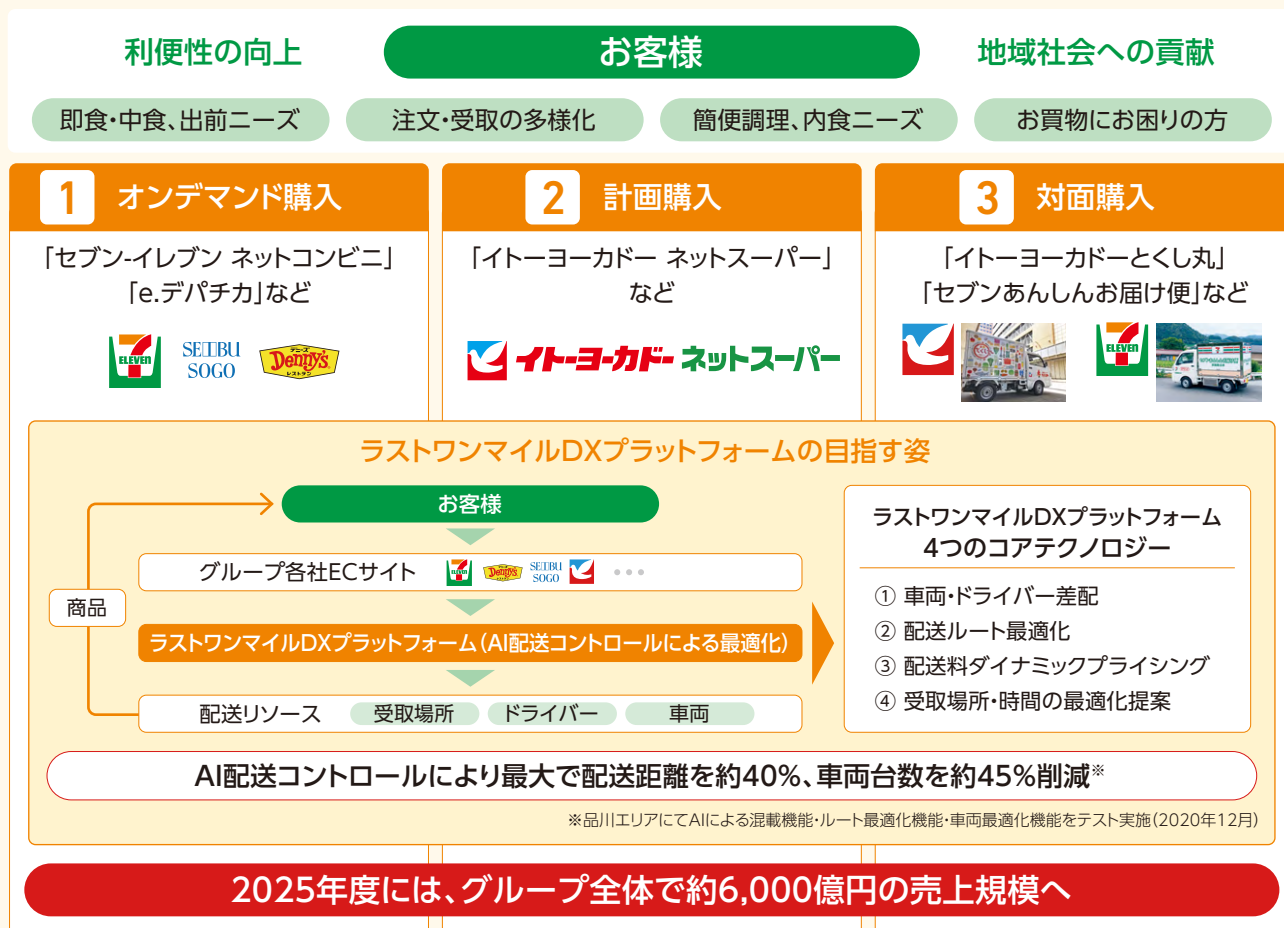 利便性の向上
お客様
地域社会への貢献
即食・中食、出前ニーズ
注文・受取の多様化
簡便調理、内食ニーズ
お買物にお困りの方
1 オンデマンド購入
「セブン-イレブン ネットコンビニ」
「e.デパチカ」など
ELEVEN
SEIBU
SOGO
デニーズ
Denny's
レストラン
2 計画購入
「イトーヨーカドー ネットスーパー」
など
イトーヨーカドー ネットスーパー
3 対面購入
「イトーヨーカドーとくし丸」
「セブンあんしんお届け便」など
ELEVEN
ラストワンマイルDXプラットフォームの目指す姿
お客様
グループ各社ECサイト
ELEVEN
Denny's
SEIBU
SOGO
商品
ラストワンマイルDXプラットフォーム(AI配送コントロールによる最適化)
配送リソース 受取場所 ドライバー 車両
ラストワンマイルDXプラットフォーム
4つのコアテクノロジー
① 車両・ドライバー差配
② 配送ルート最適化
③ 配送料ダイナミックプライシング
④ 受取場所・時間の最適化提案
AI配送コントロールにより最大で配送距離を約40%、車両台数を約45%削減※
※品川エリアにてAIによる混載機能・ルート最適化機能・車両最適化機能をテスト実施(2020年12月)
2025年度には、グループ全体で約6,000億円の売上規模へ